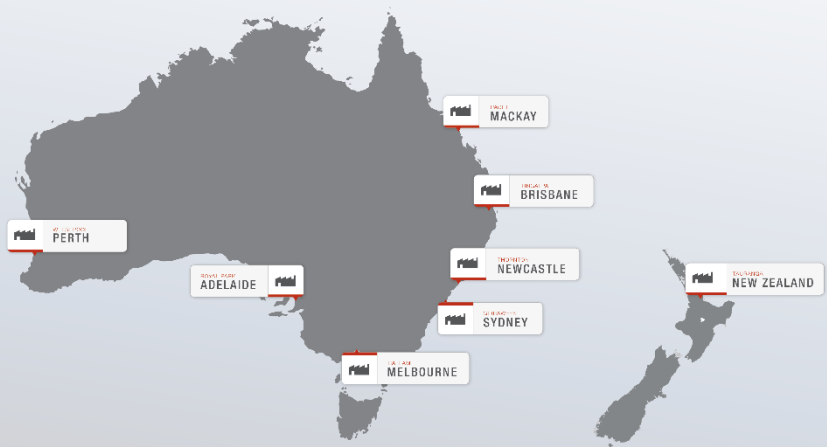 MACKAY
BRISBANE
PERTH
THORNTON
NEWCASTLE
ROYAL PARK
ADELAIDE
TAURANGA
NEW ZEALAND
SYDNEY
MELBOURNE